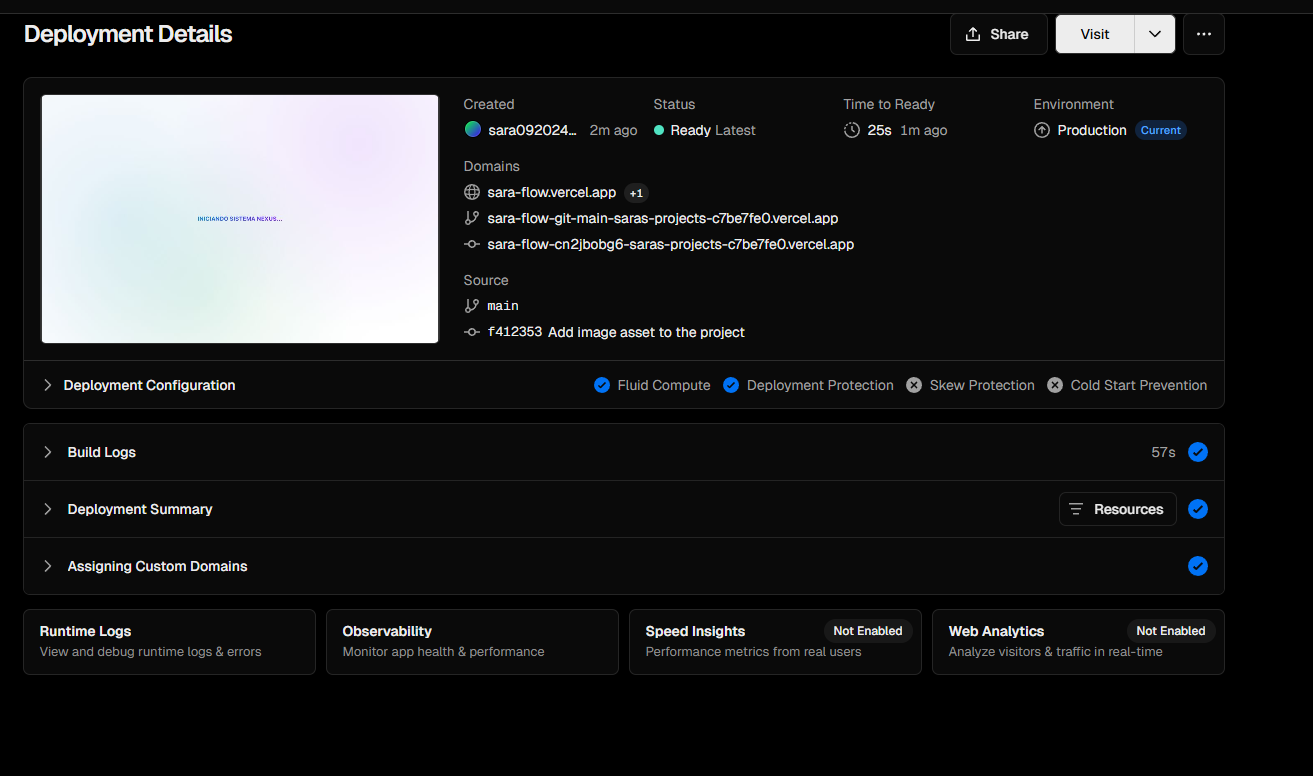 Deployment Details
Share
Visit
Created
sara092024… 2m ago
Status
Ready Latest
Time to Ready
25s 1m ago
Environment
Production Current
INICIANDO SISTEMA NEXUS...
Domains
sara-flow.vercel.app +1
sara-flow-git-main-saras-projects-c7be7fe0.vercel.app
sara-flow-cn2jbobg6-saras-projects-c7be7fe0.vercel.app
Source
main
f412353 Add image asset to the project
Deployment Configuration
Fluid Compute Deployment Protection Skew Protection Cold Start Prevention
Build Logs 57s
Deployment Summary Resources
Assigning Custom Domains
Runtime Logs
View and debug runtime logs & errors
Observability
Monitor app health & performance
Speed Insights Not Enabled
Performance metrics from real users
Web Analytics Not Enabled
Analyze visitors & traffic in real-time